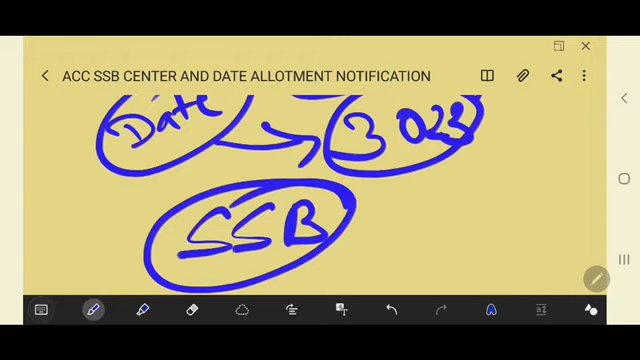 ACC SSB CENTER AND DATE ALLOTMENT NOTIFICATION
Date
SSB